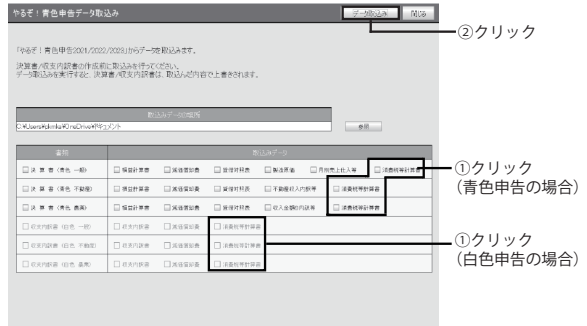 やるぞ！青色申告データ取込み
データ取込み 閉じる
②クリック
「やるぞ！青色申告2021/2022/2023」からデータを取込みます。
決算書/収支内訳書の作成前に取込みを行ってください。
データ取込みを実行すると、決算書/収支内訳書は、取込んだ内容で上書きされます。
取込みデータの場所
参照
書類 取込みデータ
決 算 書 (青色 一般) 損益計算書 減価償却費 貸借対照表 製造原価 月別売上仕入等 消費税等計算書
①クリック
(青色申告の場合)
決 算 書 (青色 不動産) 損益計算書 減価償却費 貸借対照表 不動産収入内訳等 消費税等計算書
決 算 書 (青色 農業) 損益計算書 減価償却費 貸借対照表 収入金額の内訳等 消費税等計算書
収支内訳書 (白色 一般) 収支内訳書 減価償却費 消費税等計算書
①クリック
(白色申告の場合)
収支内訳書 (白色 不動産) 収支内訳書 減価償却費 消費税等計算書
収支内訳書 (白色 農業) 収支内訳書 減価償却費 消費税等計算書